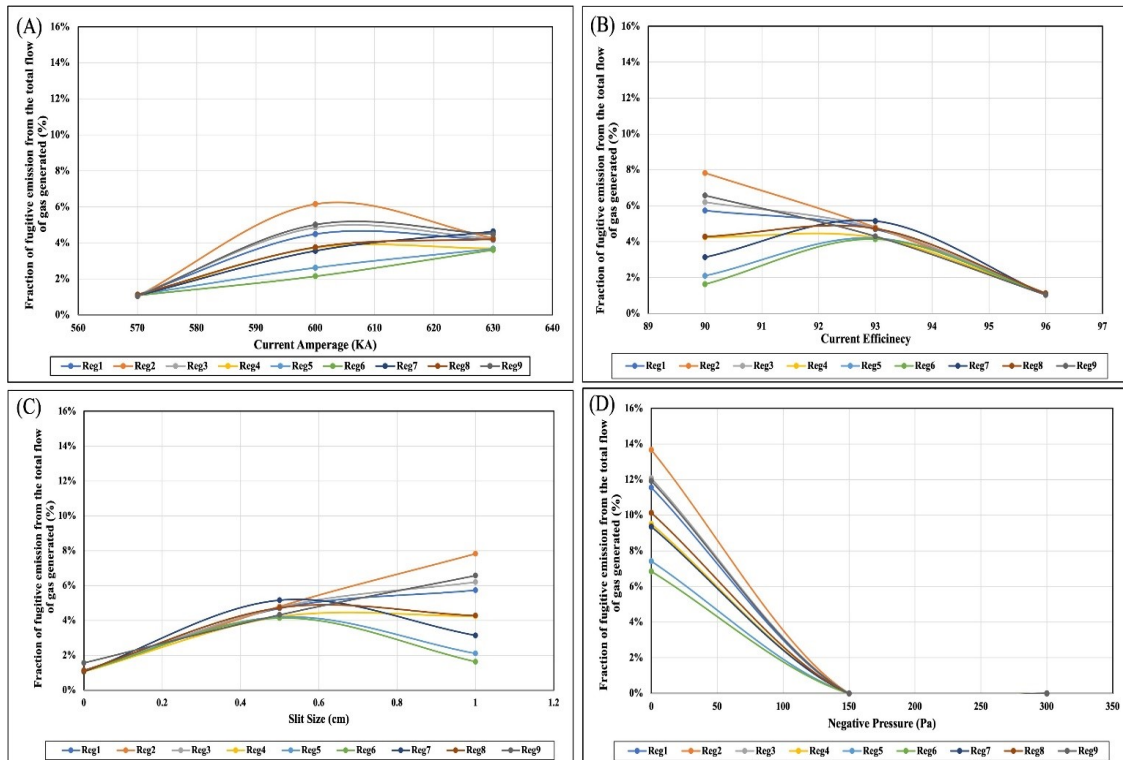 (A)
Fraction of fugitive emission from the total flow
of gas generated (%)
16%
14%
12%
10%
8%
6%
4%
2%
0%
560 570 580 590 600 610 620 630 640
Current Amperage (KA)
Reg1 Reg2 Reg3 Reg4 Reg5 Reg6 Reg7 Reg8 Reg9
(B)
Fraction of fugitive emission from the total flow
of gas generated (%)
16%
14%
12%
10%
8%
6%
4%
2%
0%
89 90 91 92 93 94 95 96 97
Current Efficinecy
Reg1 Reg2 Reg3 Reg4 Reg5 Reg6 Reg7 Reg8 Reg9
(C)
Fraction of fugitive emission from the total flow
of gas generated (%)
16%
14%
12%
10%
8%
6%
4%
2%
0%
0 0.2 0.4 0.6 0.8 1 1.2
Slit Size (cm)
Reg1 Reg2 Reg3 Reg4 Reg5 Reg6 Reg7 Reg8 Reg9
(D)
Fraction of fugitive emission from the total flow
of gas generated (%)
16%
14%
12%
10%
8%
6%
4%
2%
0%
0 50 100 150 200 250 300 350
Negative Pressure (Pa)
Reg1 Reg2 Reg3 Reg4 Reg5 Reg6 Reg7 Reg8 Reg9